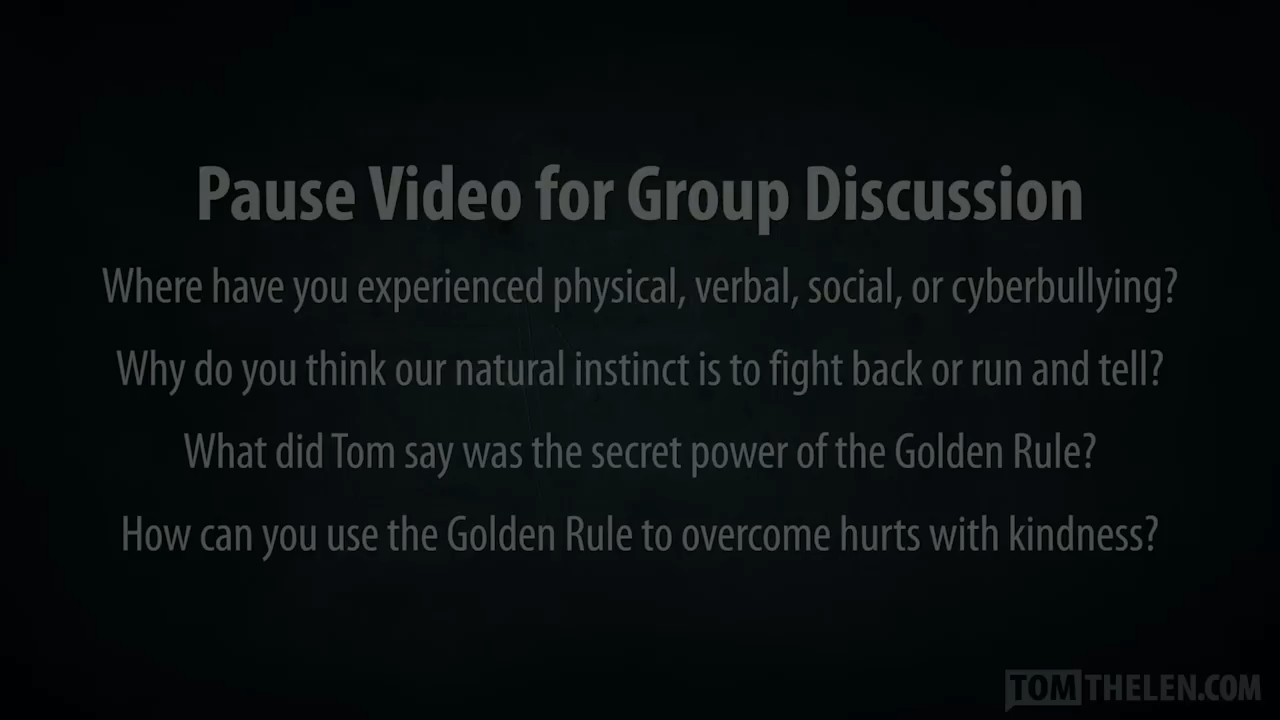 Pause Video for Group Discussion
Where have you experienced physical, verbal, social, or cyberbullying?
Why do you think our natural instinct is to fight back or run and tell?
What did Tom say was the secret power of the Golden Rule?
How can you use the Golden Rule to overcome hurts with kindness?
TOMTHELEN.COM